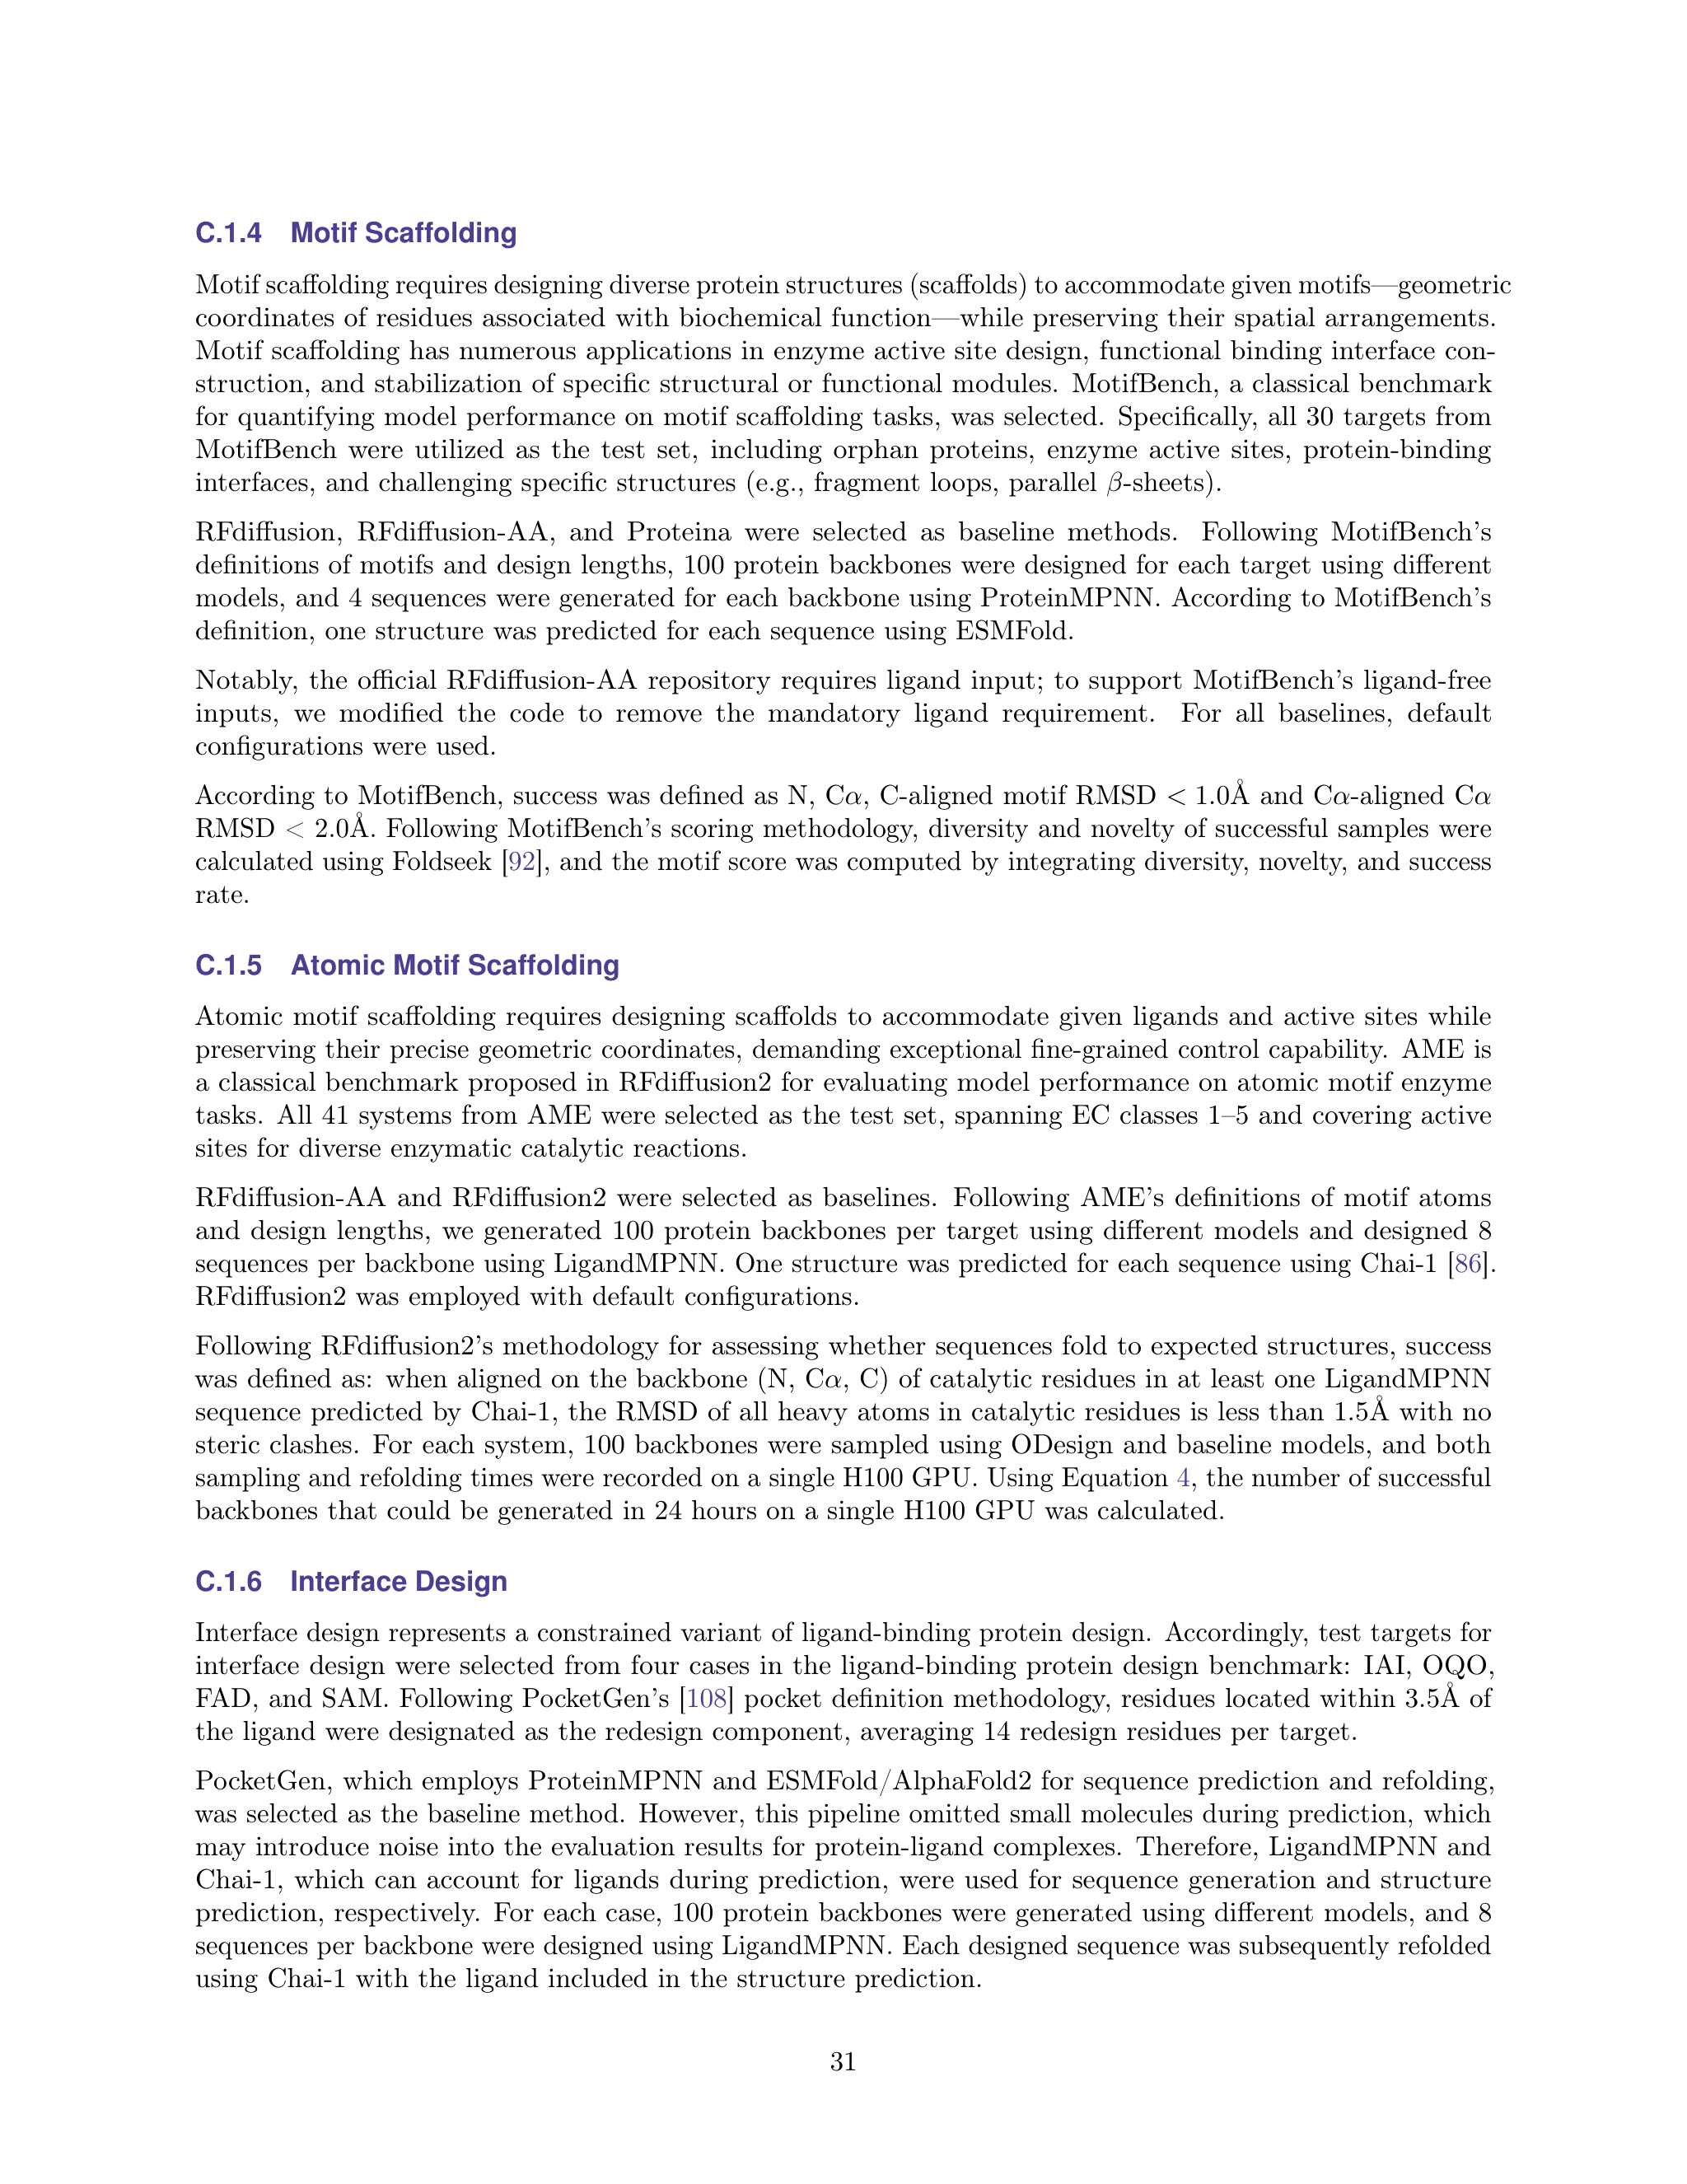 C.1.4 Motif Scaffolding
Motif scaffolding requires designing diverse protein structures (scaffolds) to accommodate given motifs—geometric
coordinates of residues associated with biochemical function—while preserving their spatial arrangements.
Motif scaffolding has numerous applications in enzyme active site design, functional binding interface con-
struction, and stabilization of specific structural or functional modules. MotifBench, a classical benchmark
for quantifying model performance on motif scaffolding tasks, was selected. Specifically, all 30 targets from
MotifBench were utilized as the test set, including orphan proteins, enzyme active sites, protein-binding
interfaces, and challenging specific structures (e.g., fragment loops, parallel β-sheets).
RFdiffusion, RFdiffusion-AA, and Proteina were selected as baseline methods. Following MotifBench's
definitions of motifs and design lengths, 100 protein backbones were designed for each target using different
models, and 4 sequences were generated for each backbone using ProteinMPNN. According to MotifBench's
definition, one structure was predicted for each sequence using ESMFold.
Notably, the official RFdiffusion-AA repository requires ligand input; to support MotifBench's ligand-free
inputs, we modified the code to remove the mandatory ligand requirement. For all baselines, default
configurations were used.
According to MotifBench, success was defined as N, Cα, C-aligned motif RMSD < 1.0Å and Cα-aligned Cα
RMSD < 2.0Å. Following MotifBench's scoring methodology, diversity and novelty of successful samples were
calculated using Foldseek [92], and the motif score was computed by integrating diversity, novelty, and success
rate.
C.1.5 Atomic Motif Scaffolding
Atomic motif scaffolding requires designing scaffolds to accommodate given ligands and active sites while
preserving their precise geometric coordinates, demanding exceptional fine-grained control capability. AME is
a classical benchmark proposed in RFdiffusion2 for evaluating model performance on atomic motif enzyme
tasks. All 41 systems from AME were selected as the test set, spanning EC classes 1–5 and covering active
sites for diverse enzymatic catalytic reactions.
RFdiffusion-AA and RFdiffusion2 were selected as baselines. Following AME's definitions of motif atoms
and design lengths, we generated 100 protein backbones per target using different models and designed 8
sequences per backbone using LigandMPNN. One structure was predicted for each sequence using Chai-1 [86].
RFdiffusion2 was employed with default configurations.
Following RFdiffusion2's methodology for assessing whether sequences fold to expected structures, success
was defined as: when aligned on the backbone (N, Cα, C) of catalytic residues in at least one LigandMPNN
sequence predicted by Chai-1, the RMSD of all heavy atoms in catalytic residues is less than 1.5Å with no
steric clashes. For each system, 100 backbones were sampled using ODesign and baseline models, and both
sampling and refolding times were recorded on a single H100 GPU. Using Equation 4, the number of successful
backbones that could be generated in 24 hours on a single H100 GPU was calculated.
C.1.6 Interface Design
Interface design represents a constrained variant of ligand-binding protein design. Accordingly, test targets for
interface design were selected from four cases in the ligand-binding protein design benchmark: IAI, OQO,
FAD, and SAM. Following PocketGen's [108] pocket definition methodology, residues located within 3.5Å of
the ligand were designated as the redesign component, averaging 14 redesign residues per target.
PocketGen, which employs ProteinMPNN and ESMFold/AlphaFold2 for sequence prediction and refolding,
was selected as the baseline method. However, this pipeline omitted small molecules during prediction, which
may introduce noise into the evaluation results for protein-ligand complexes. Therefore, LigandMPNN and
Chai-1, which can account for ligands during prediction, were used for sequence generation and structure
prediction, respectively. For each case, 100 protein backbones were generated using different models, and 8
sequences per backbone were designed using LigandMPNN. Each designed sequence was subsequently refolded
using Chai-1 with the ligand included in the structure prediction.
31